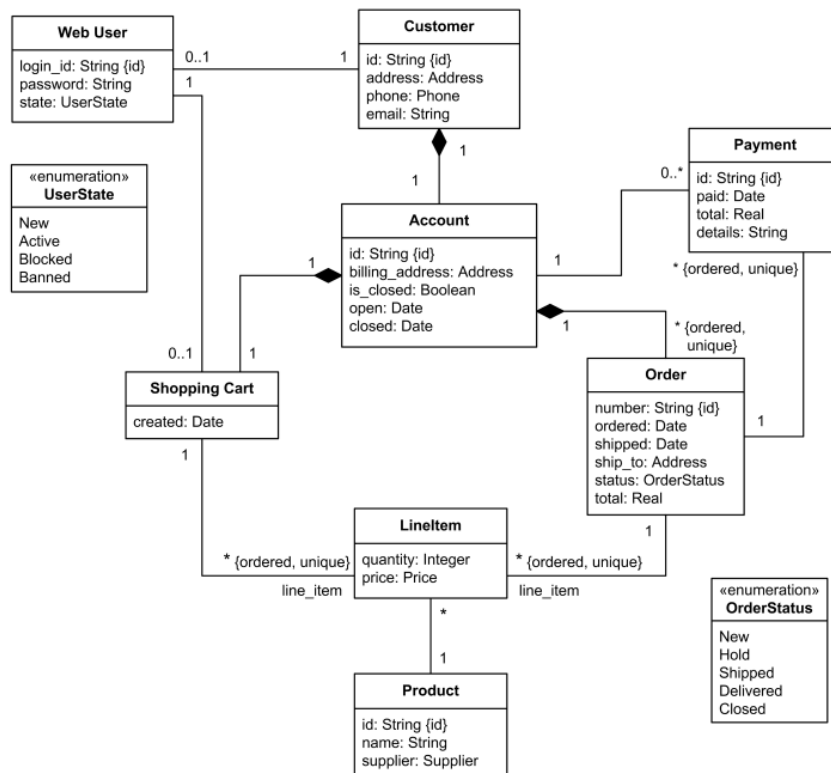 Web User
login_id: String {id}
password: String
state: UserState
0..1
1
1
Customer
id: String {id}
address: Address
phone: Phone
email: String
1
1
«enumeration»
UserState
New
Active
Blocked
Banned
Account
id: String {id}
billing_address: Address
is_closed: Boolean
open: Date
closed: Date
1
1
1
0..*
Payment
id: String {id}
paid: Date
total: Real
details: String
* {ordered, unique}
* {ordered,
unique}
0..1
1
Shopping Cart
created: Date
1
Order
number: String {id}
ordered: Date
shipped: Date
ship_to: Address
status: OrderStatus
total: Real
1
1
LineItem
quantity: Integer
price: Price
* {ordered, unique}
line_item
* {ordered, unique}
line_item
*
1
Product
id: String {id}
name: String
supplier: Supplier
«enumeration»
OrderStatus
New
Hold
Shipped
Delivered
Closed